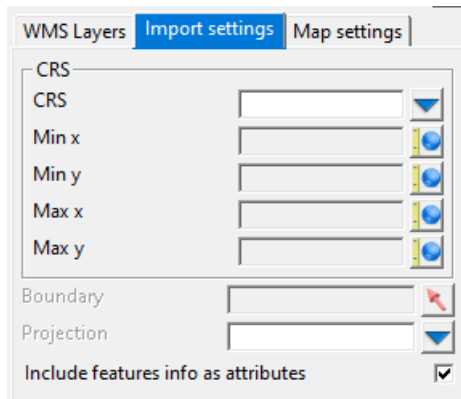 WMS Layers Import settings Map settings
CRS
CRS
Min x
Min y
Max x
Max y
Boundary
Projection
Include features info as attributes